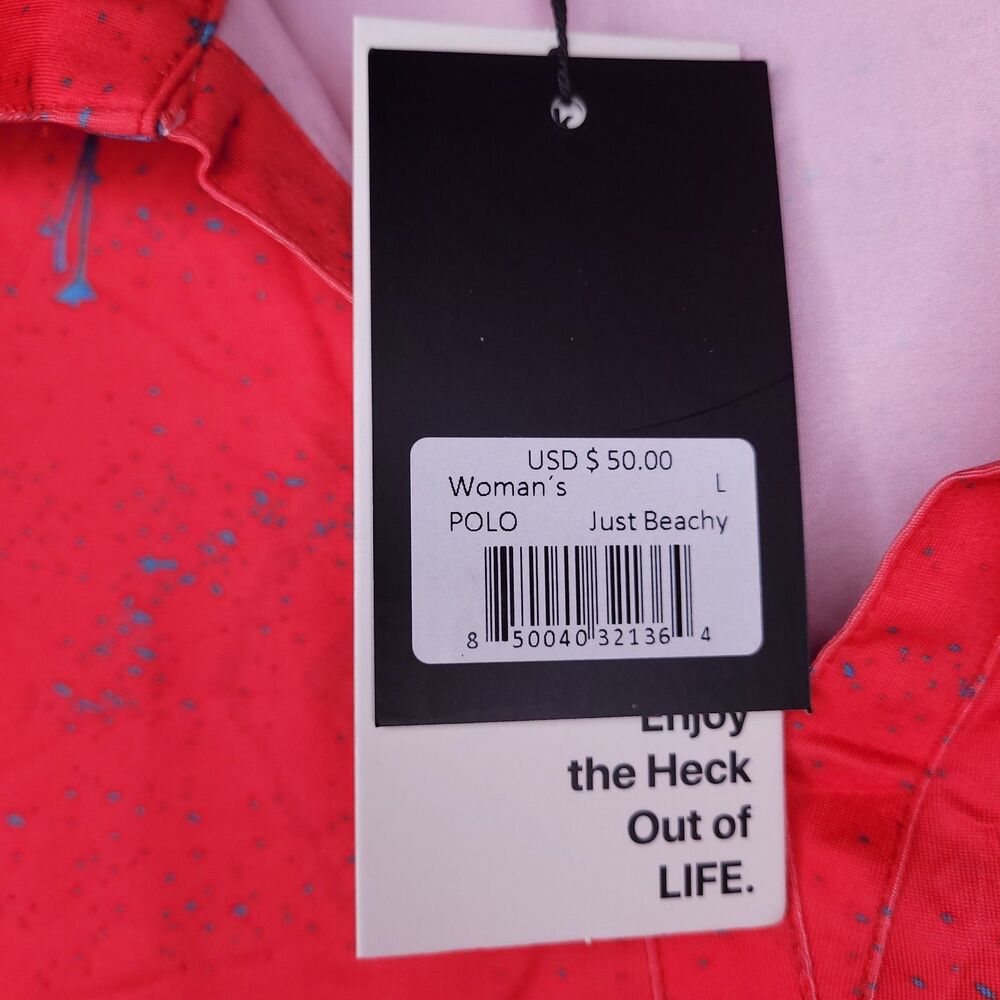 USD $ 50.00
Woman´s L
POLO Just Beachy
8 50040 32136 4
Enjoy
the Heck
Out of
LIFE.